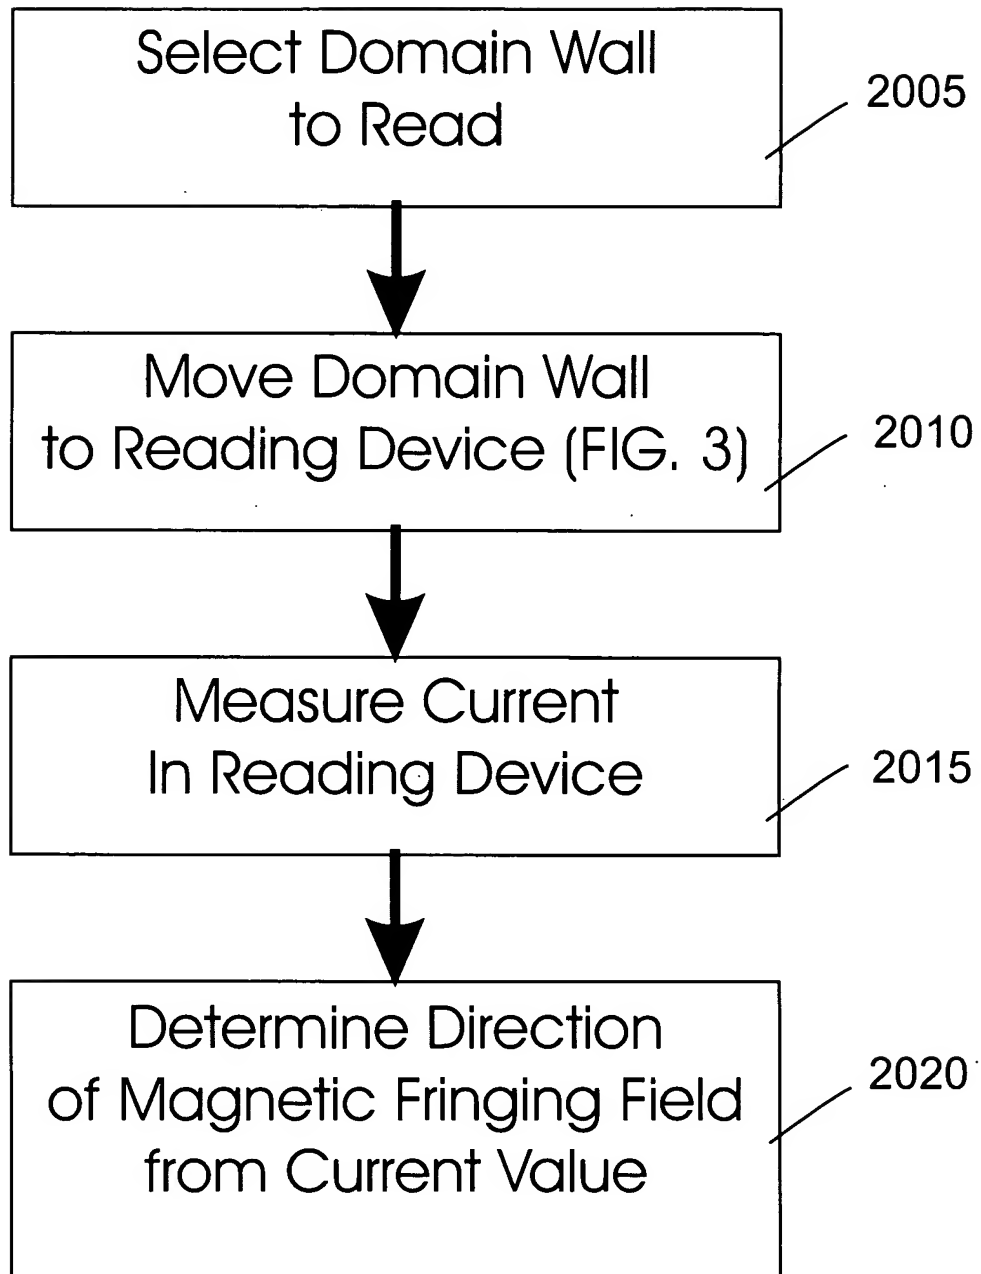 Select Domain Wall
to Read
2005
Move Domain Wall
to Reading Device (FIG. 3)
2010
Measure Current
In Reading Device
2015
Determine Direction
of Magnetic Fringing Field
from Current Value
2020